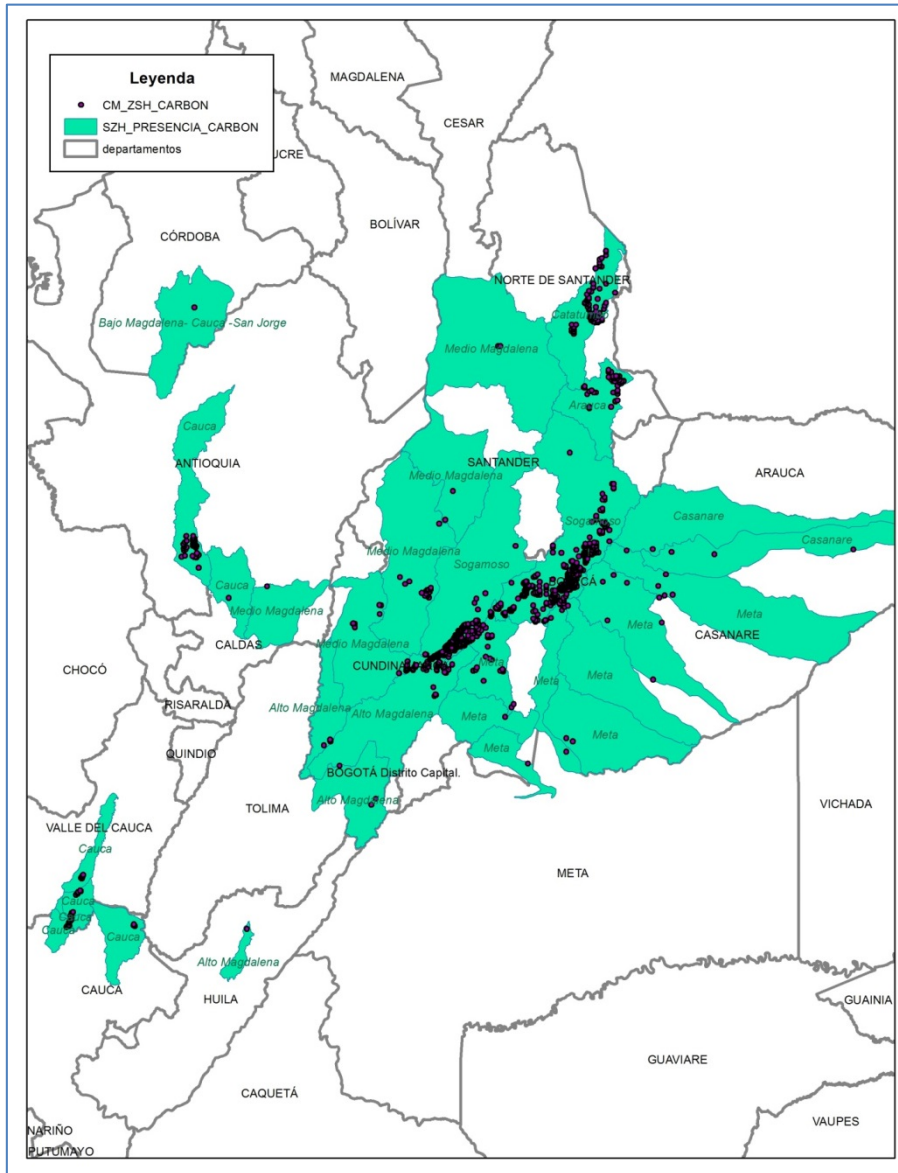 Leyenda
CM_ZSH_CARBON
SZH_PRESENCIA_CARBON
departamentos
MAGDALENA
CESAR
UCRE
BOLÍVAR
CÓRDOBA
NORTE DE SANTANDER
Bajo Magdalena- Cauca -San Jorge
Medio Magdalena
Arauca
Cauca
ANTIOQUIA
SANTANDER
Medio Magdalena
ARAUCA
Casanare
Sogamoso
Casanare
Medio Magdalena
Sogamoso
Cauca
Medio Magdalena
Meta
CALDAS
Medio Magdalena
Meta
CASANARE
CHOCÓ
Meta
Meta
Meta
RISARALDA
Alto Magdalena
Alto Magdalena
Meta
Meta
QUINDIO
Meta
BOGOTÁ Distrito Capital.
Alto Magdalena
TOLIMA
VICHADA
VALLE DEL CAUCA
Cauca
META
Cauca
Cauca
Cauca
Cauca
Alto Magdalena
CAUCA
HUILA
GUAINIA
GUAVIARE
CAQUETÁ
VAUPES
NARIÑO
PUTUMAYO